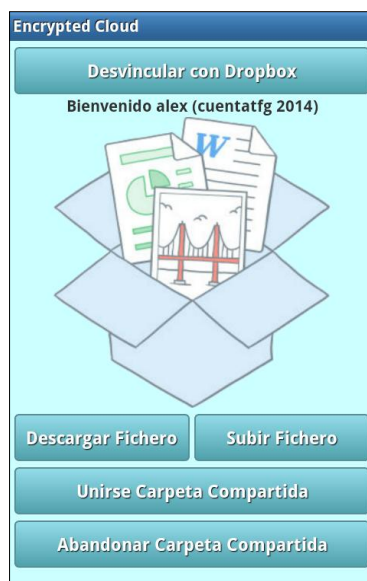 Encrypted Cloud
Desvincular con Dropbox
Bienvenido alex (cuentatfg 2014)
W
Descargar Fichero
Subir Fichero
Unirse Carpeta Compartida
Abandonar Carpeta Compartida